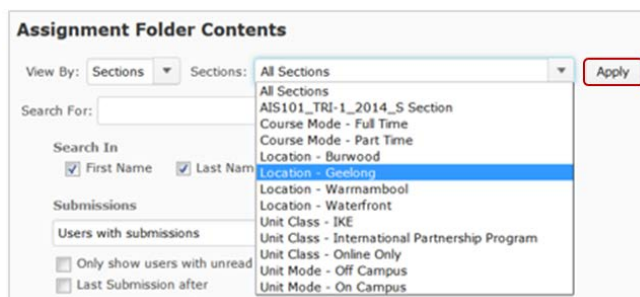 Assignment Folder Contents
View By: Sections Sections: All Sections Apply
All Sections
AIS101_TRI-1_2014_S Section
Course Mode - Full Time
Course Mode - Part Time
Location - Burwood
Location - Geelong
Location - Warrnambool
Location - Waterfront
Unit Class - IKE
Unit Class - International Partnership Program
Unit Class - Online Only
Unit Mode - Off Campus
Unit Mode - On Campus
Search For:
Search In
First Name Last Nam
Submissions
Users with submissions
Only show users with unread
Last Submission after